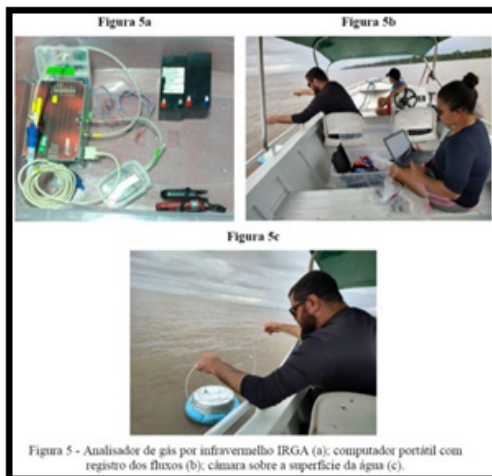 Figura 5a
Figura 5b
Figura 5c
Figura 5 - Analisador de gás por infravermelho IRGA (a); computador portátil com
registro dos fluxos (b); câmara sobre a superfície da água (c).